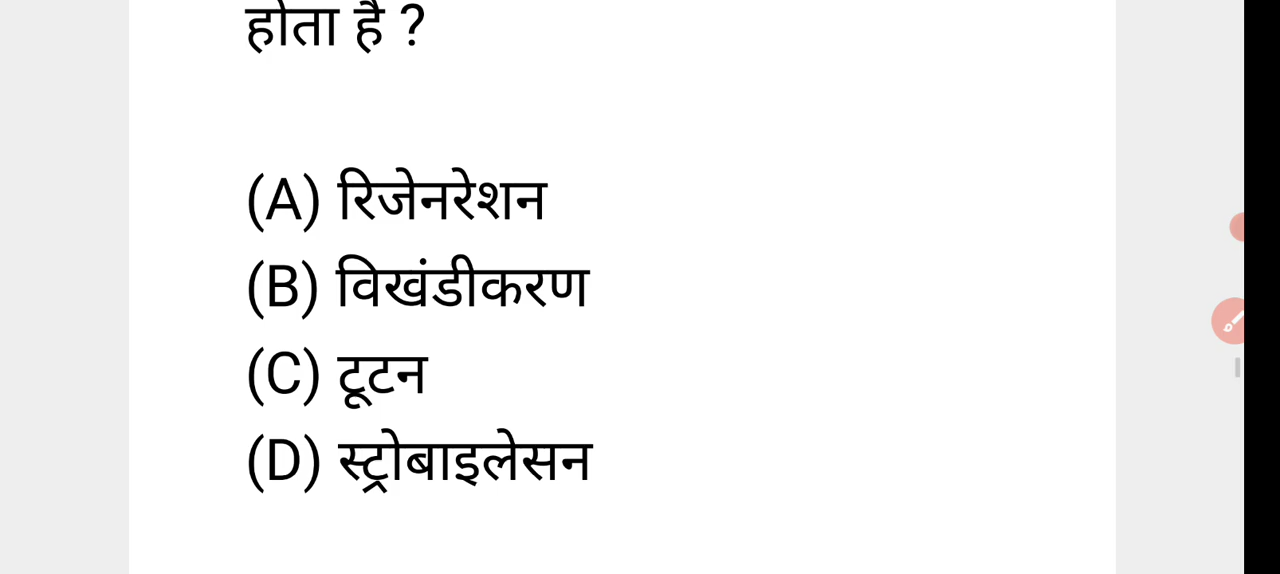 होता है ?
(A) रिजेनरेशन
(B) विखंडीकरण
(C) टूटन
(D) स्ट्रोबाइलेसन